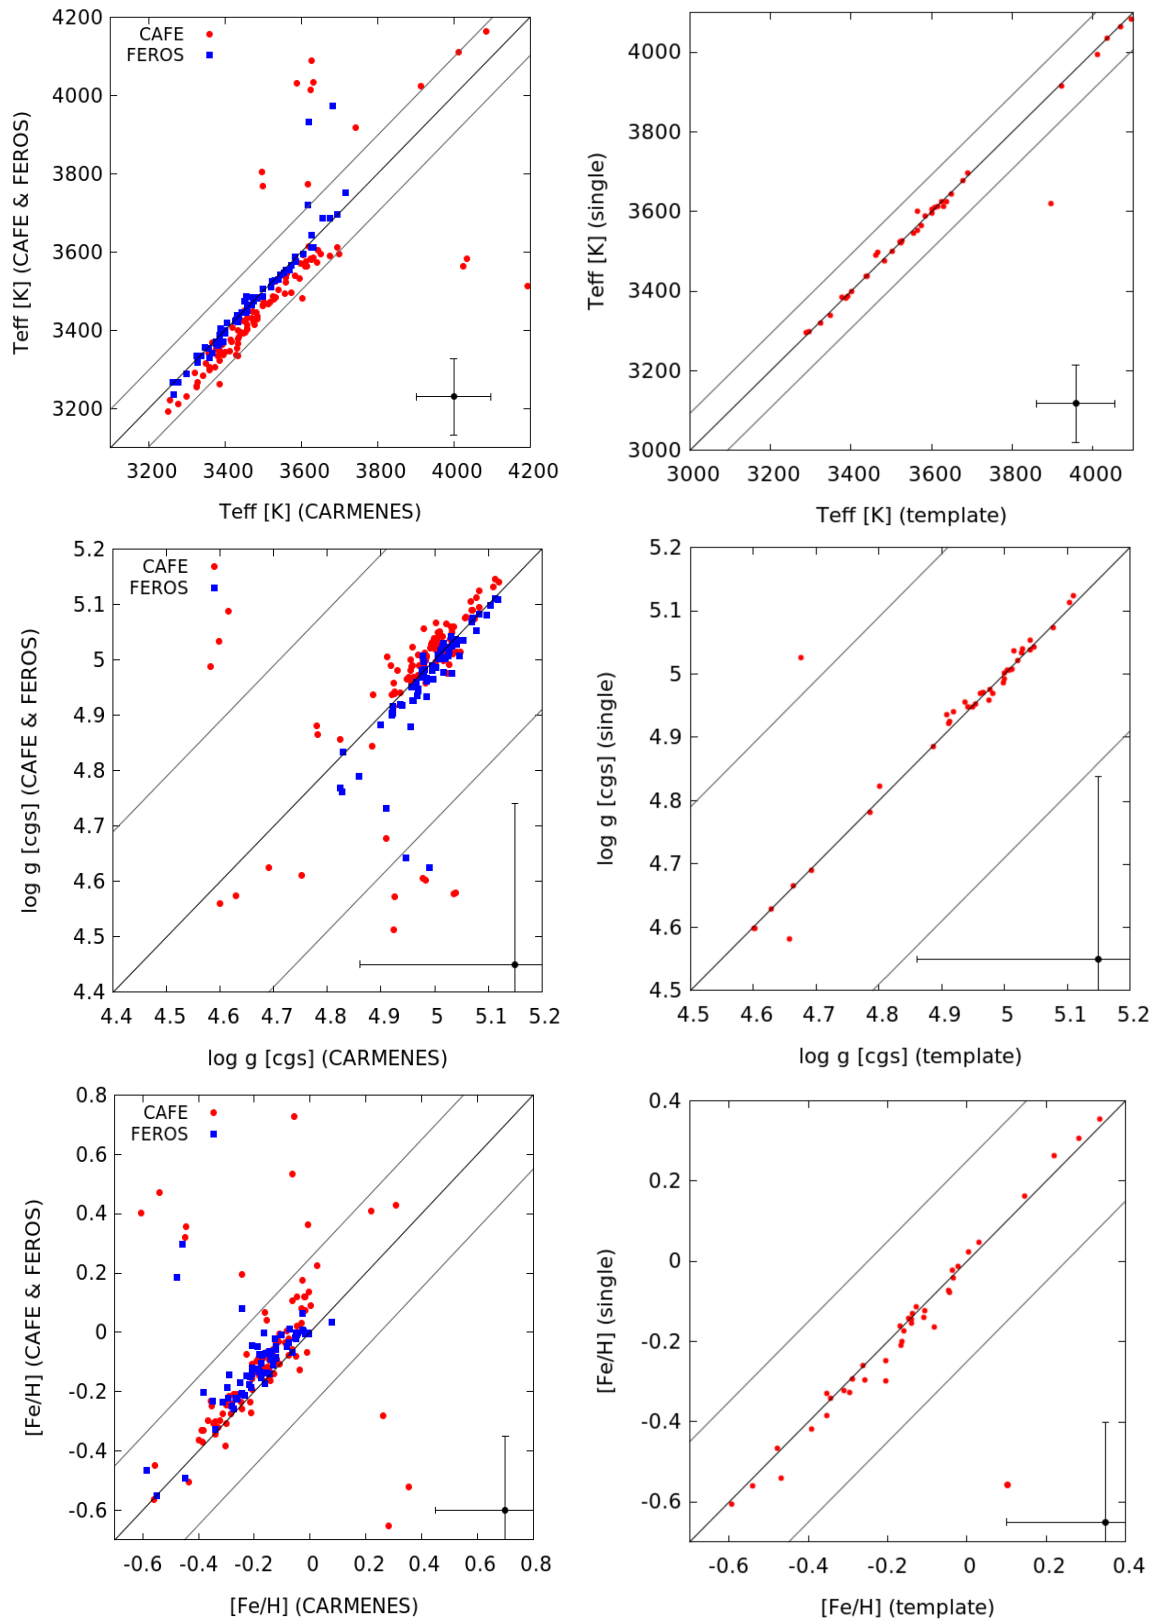 4200
4000
3800
3600
3400
3200
Teff [K] (CAFE & FEROS)
CAFE
FEROS
3200 3400 3600 3800 4000 4200
Teff [K] (CARMENES)
4000
3800
3600
3400
3200
3000
Teff [K] (single)
3000 3200 3400 3600 3800 4000
Teff [K] (template)
5.2
5.1
5
4.9
4.8
4.7
4.6
4.5
4.4
log g [cgs] (CAFE & FEROS)
CAFE
FEROS
4.4 4.5 4.6 4.7 4.8 4.9 5 5.1 5.2
log g [cgs] (CARMENES)
5.2
5.1
5
4.9
4.8
4.7
4.6
4.5
log g [cgs] (single)
4.5 4.6 4.7 4.8 4.9 5 5.1 5.2
log g [cgs] (template)
0.8
0.6
0.4
0.2
0
-0.2
-0.4
-0.6
[Fe/H] (CAFE & FEROS)
CAFE
FEROS
-0.6 -0.4 -0.2 0 0.2 0.4 0.6 0.8
[Fe/H] (CARMENES)
0.4
0.2
0
-0.2
-0.4
-0.6
[Fe/H] (single)
-0.6 -0.4 -0.2 0 0.2 0.4
[Fe/H] (template)